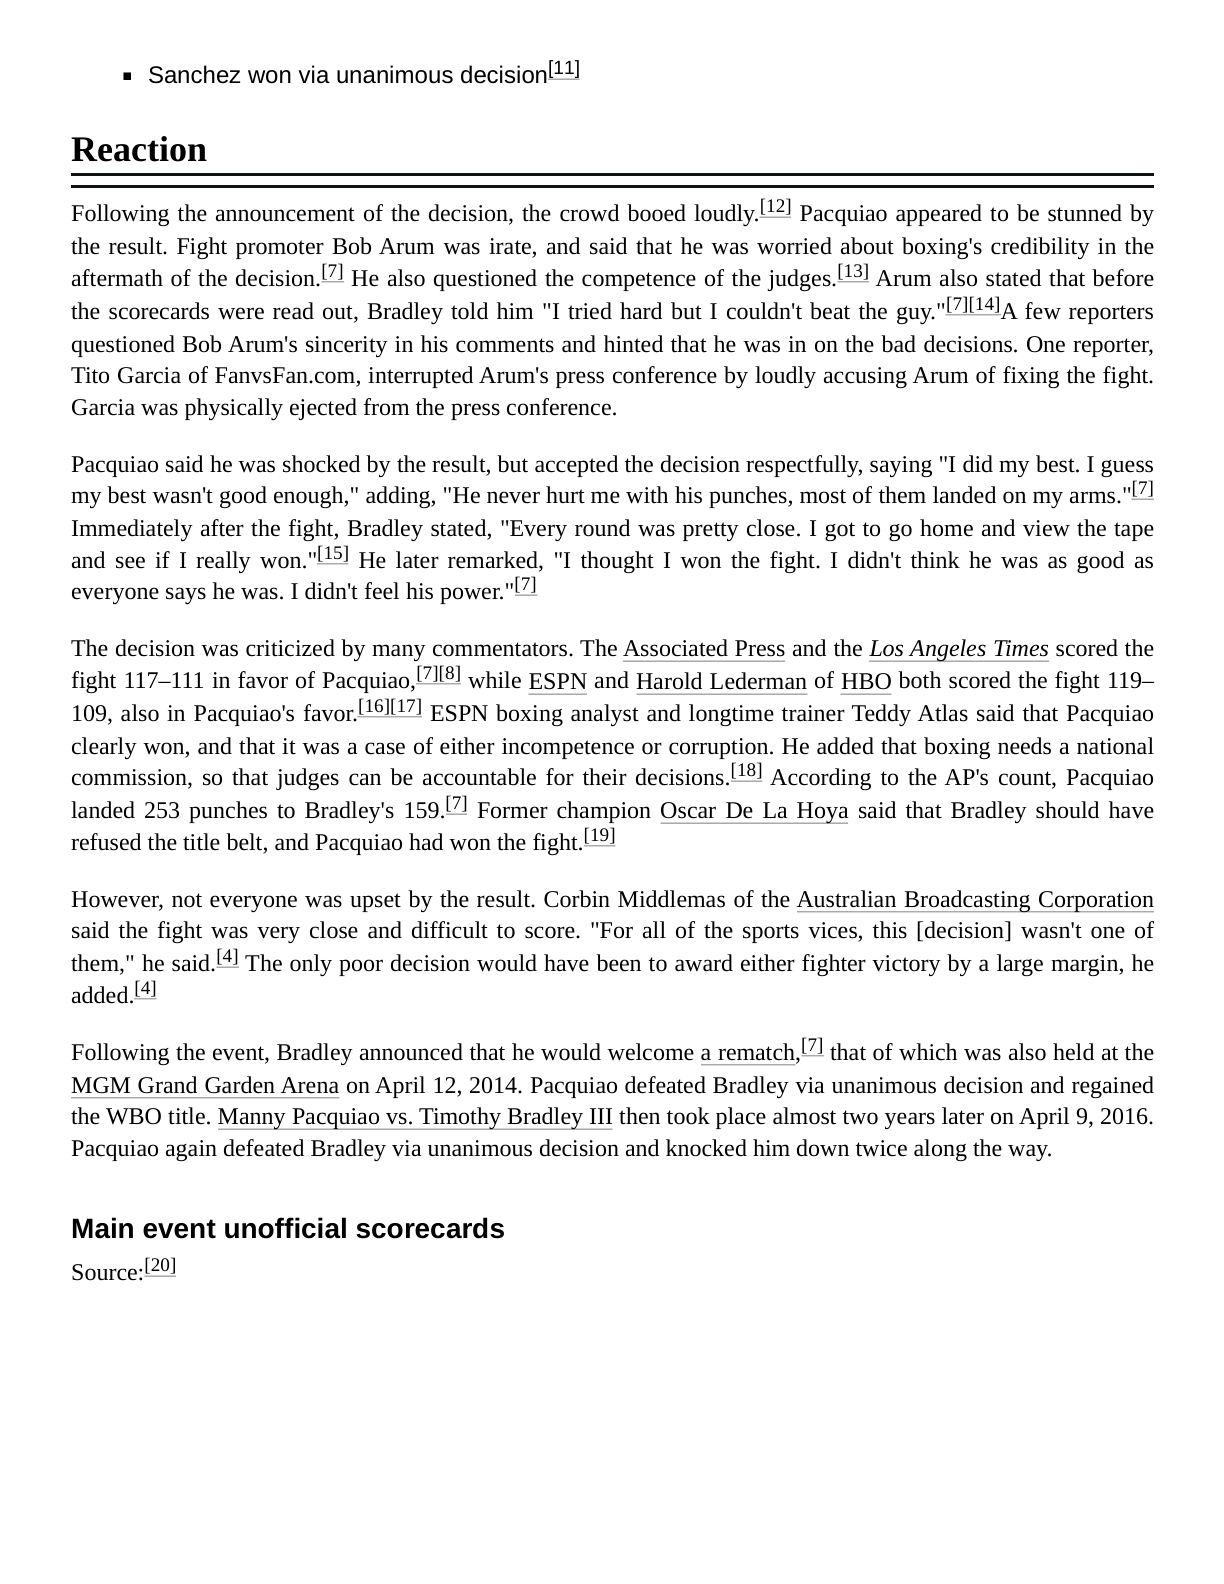 ▪ Sanchez won via unanimous decision[11]
Reaction
Following the announcement of the decision, the crowd booed loudly.[12] Pacquiao appeared to be stunned by
the result. Fight promoter Bob Arum was irate, and said that he was worried about boxing's credibility in the
aftermath of the decision.[7] He also questioned the competence of the judges.[13] Arum also stated that before
the scorecards were read out, Bradley told him "I tried hard but I couldn't beat the guy."[7][14]A few reporters
questioned Bob Arum's sincerity in his comments and hinted that he was in on the bad decisions. One reporter,
Tito Garcia of FanvsFan.com, interrupted Arum's press conference by loudly accusing Arum of fixing the fight.
Garcia was physically ejected from the press conference.
Pacquiao said he was shocked by the result, but accepted the decision respectfully, saying "I did my best. I guess
my best wasn't good enough," adding, "He never hurt me with his punches, most of them landed on my arms."[7]
Immediately after the fight, Bradley stated, "Every round was pretty close. I got to go home and view the tape
and see if I really won."[15] He later remarked, "I thought I won the fight. I didn't think he was as good as
everyone says he was. I didn't feel his power."[7]
The decision was criticized by many commentators. The Associated Press and the Los Angeles Times scored the
fight 117–111 in favor of Pacquiao,[7][8] while ESPN and Harold Lederman of HBO both scored the fight 119–
109, also in Pacquiao's favor.[16][17] ESPN boxing analyst and longtime trainer Teddy Atlas said that Pacquiao
clearly won, and that it was a case of either incompetence or corruption. He added that boxing needs a national
commission, so that judges can be accountable for their decisions.[18] According to the AP's count, Pacquiao
landed 253 punches to Bradley's 159.[7] Former champion Oscar De La Hoya said that Bradley should have
refused the title belt, and Pacquiao had won the fight.[19]
However, not everyone was upset by the result. Corbin Middlemas of the Australian Broadcasting Corporation
said the fight was very close and difficult to score. "For all of the sports vices, this [decision] wasn't one of
them," he said.[4] The only poor decision would have been to award either fighter victory by a large margin, he
added.[4]
Following the event, Bradley announced that he would welcome a rematch,[7] that of which was also held at the
MGM Grand Garden Arena on April 12, 2014. Pacquiao defeated Bradley via unanimous decision and regained
the WBO title. Manny Pacquiao vs. Timothy Bradley III then took place almost two years later on April 9, 2016.
Pacquiao again defeated Bradley via unanimous decision and knocked him down twice along the way.
Main event unofficial scorecards
Source:[20]